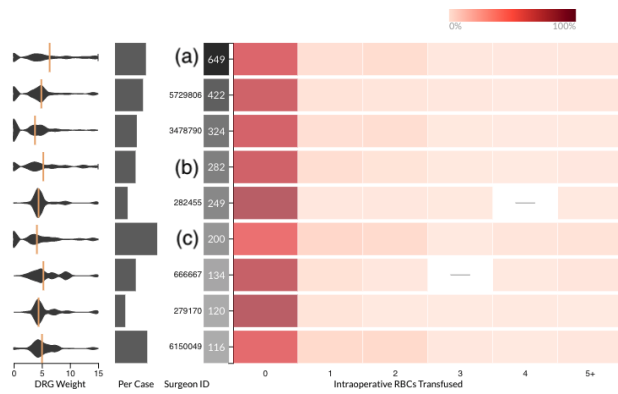 0% 100%
(a) 649
5729806 422
3478790 324
(b) 282
282455 249
(c) 200
666667 134
279170 120
6150049 116
0 5 10 15 0 1 2 3 4 5+
DRG Weight Per Case Surgeon ID Intraoperative RBCs Transfused